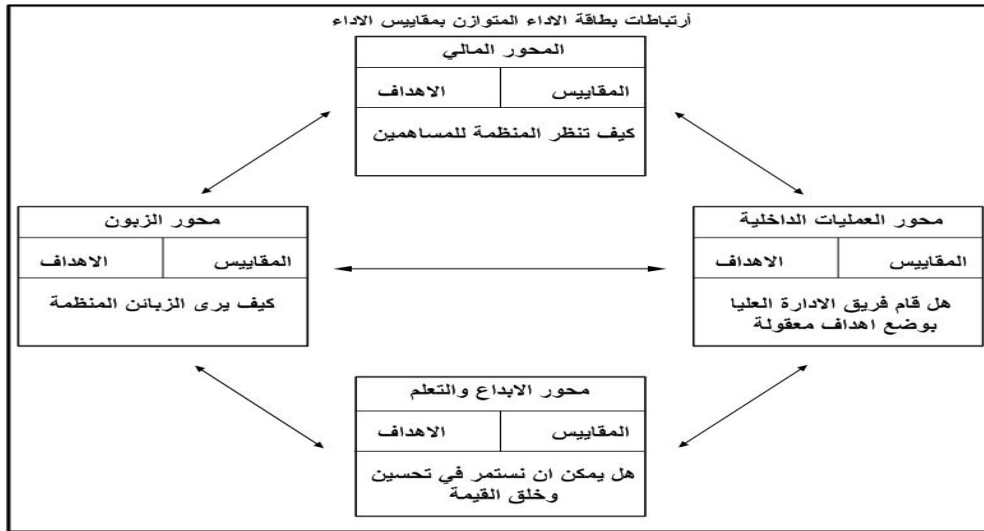 أرتباطات بطاقة الاداء المتوازن بمقاييس الاداء
المحور المالي
المقاييس
الاهداف
كيف تنظر المنظمة للمساهمين
محور العمليات الداخلية
المقاييس
الاهداف
هل قام فريق الادارة العليا
بوضع اهداف معقولة
محور الزبون
المقاييس
الاهداف
كيف يرى الزبائن المنظمة
محور الابداع والتعلم
المقاييس
الاهداف
هل يمكن ان نستمر في تحسين
وخلق القيمة